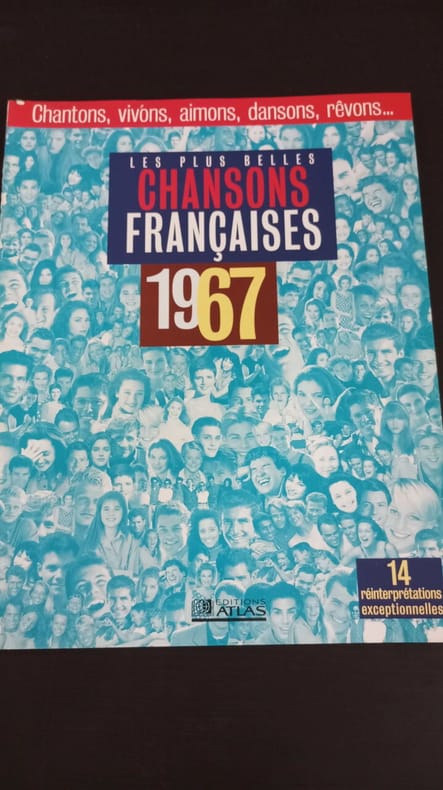 Chantons, vivons, aimons, dansons, rêvons...
LES PLUS BELLES
CHANSONS
FRANÇAISES
1967
14
réinterprétations
exceptionnelles
EDITIONS
ATLAS